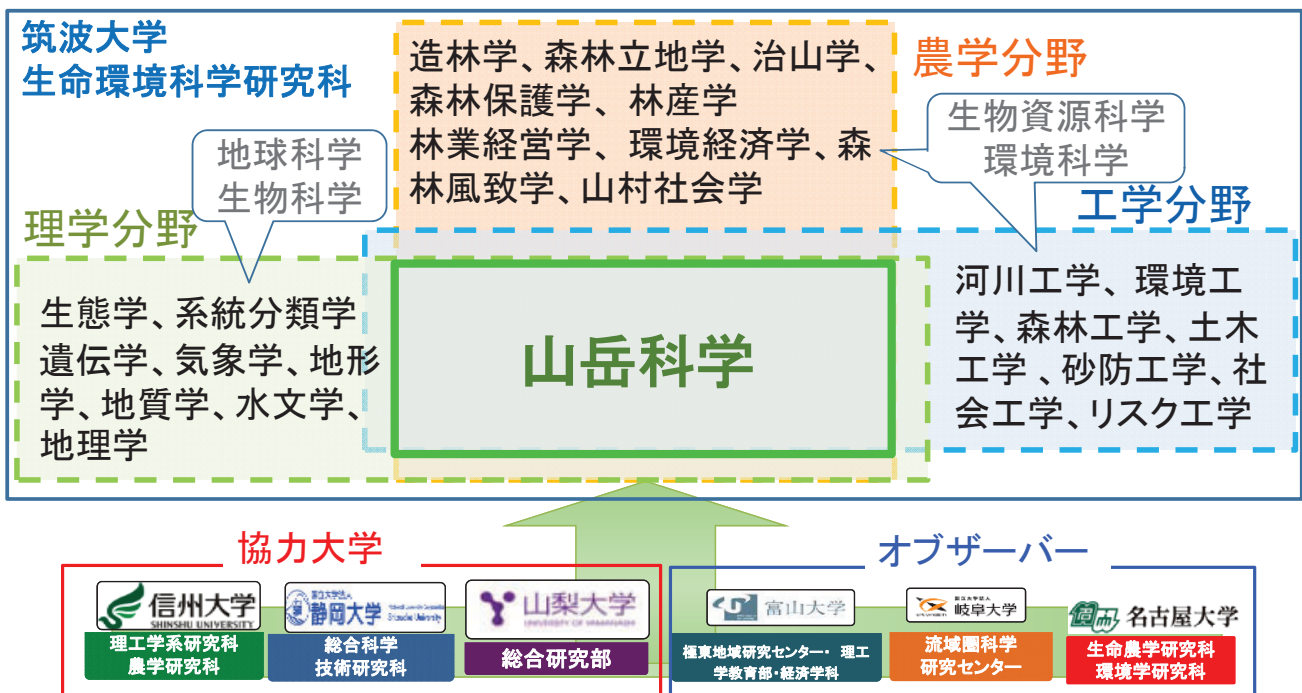 筑波大学
生命環境科学研究科
造林学、森林立地学、治山学、
森林保護学、林産学
林業経営学、環境経済学、森
林風致学、山村社会学
農学分野
生物資源科学
環境科学
地球科学
生物科学
理学分野
工学分野
生態学、系統分類学
遺伝学、気象学、地形
学、地質学、水文学、
地理学
山岳科学
河川工学、環境工
学、森林工学、土木
工学、砂防工学、社
会工学、リスク工学
協力大学
信州大学
SHINSHU UNIVERSITY
理工学系研究科
農学研究科
国立大学法人
静岡大学
総合科学
技術研究科
山梨大学
UNIVERSITY OF YAMANASHI
総合研究部
オブザーバー
富山大学
極東地域研究センター・ 理工
学教育部・経済学科
国立大学法人
岐阜大学
流域圏科学
研究センター
名古屋大学
生命農学研究科
環境学研究科